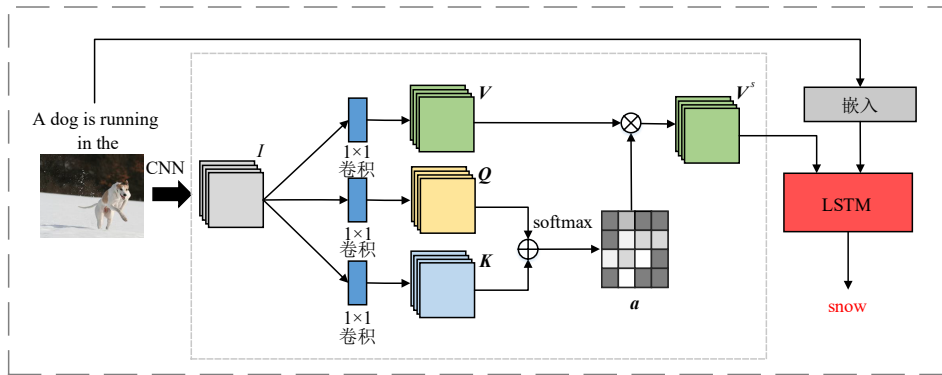 A dog is running
in the
CNN
I
1×1
卷积
V
1×1
卷积
Q
1×1
卷积
K
softmax
a
V^s
嵌入
LSTM
snow